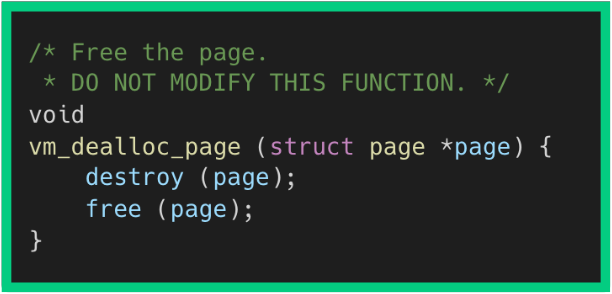 /* Free the page.
 * DO NOT MODIFY THIS FUNCTION. */
void
vm_dealloc_page (struct page *page) {
    destroy (page);
    free (page);
}